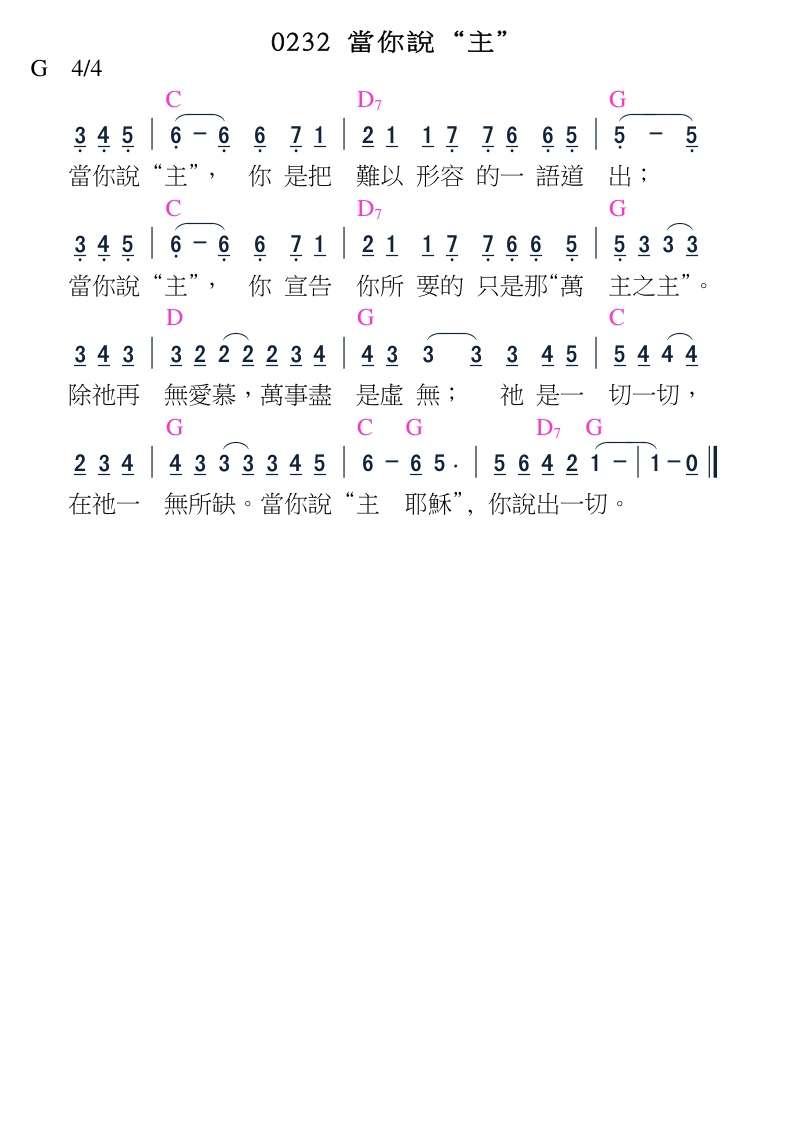 0232 當你說“主”
G 4/4
C D7 G
3 4 5 | 6 － 6 6 7 1 | 2 1 1 7 7 6 6 5 | 5 － 5
當你說“主”， 你 是把 難以 形容 的一 語道 出；
C D7 G
3 4 5 | 6 － 6 6 7 1 | 2 1 1 7 7 6 6 5 | 5 3 3 3
當你說“主”， 你 宣告 你所 要的 只是那“萬 主之主”。
D G C
3 4 3 | 3 2 2 2 2 3 4 | 4 3 3 3 3 4 5 | 5 4 4 4
除祂再 無愛慕，萬事盡 是虛 無； 祂 是一 切一切，
G C G D7 G
2 3 4 | 4 3 3 3 3 4 5 | 6 － 6 5 . | 5 6 4 2 1 － | 1 － 0 ||
在祂一 無所缺。當你說“主 耶穌”, 你說出一切。